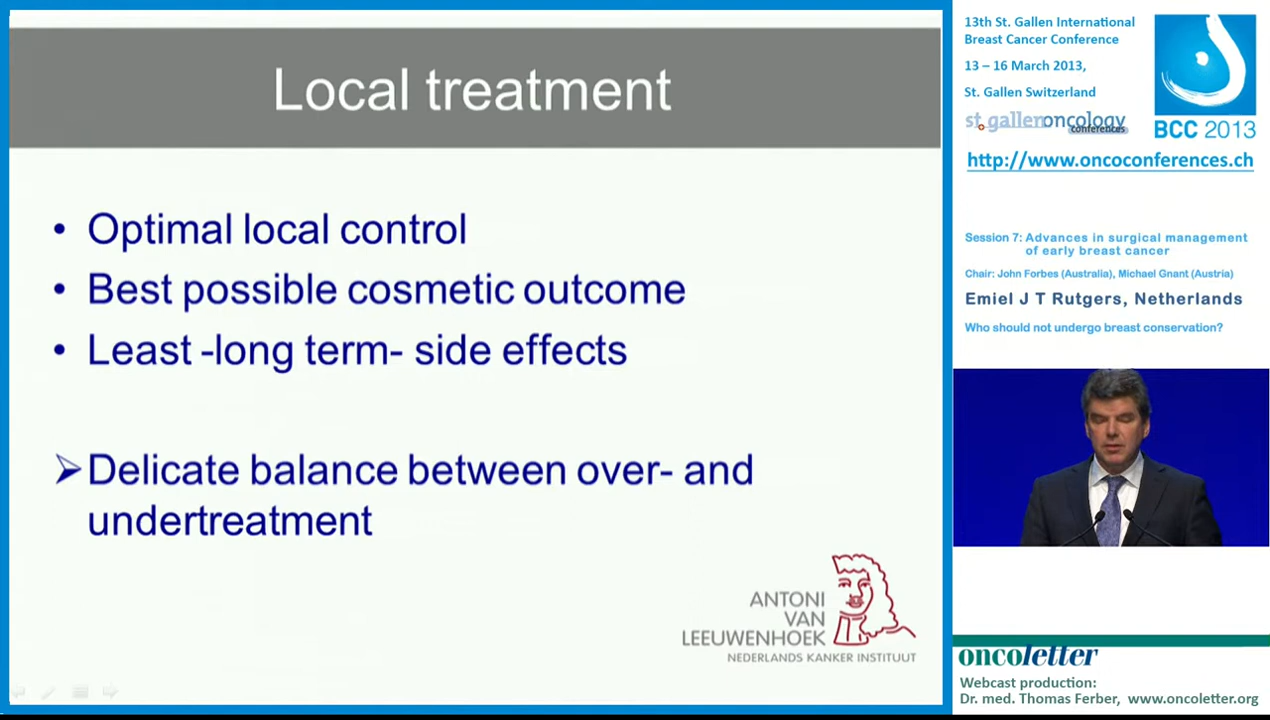 Local treatment
• Optimal local control
• Best possible cosmetic outcome
• Least -long term- side effects
➢Delicate balance between over- and
undertreatment
ANTONI
VAN
LEEUWENHOEK
NEDERLANDS KANKER INSTITUUT
13th St. Gallen International
Breast Cancer Conference
13 – 16 March 2013,
St. Gallen Switzerland
st.gallenoncology
conferences
BCC 2013
http://www.oncoconferences.ch
Session 7: Advances in surgical management
of early breast cancer
Chair: John Forbes (Australia), Michael Gnant (Austria)
Emiel J T Rutgers, Netherlands
Who should not undergo breast conservation?
oncoletter
Webcast production:
Dr. med. Thomas Ferber, www.oncoletter.org